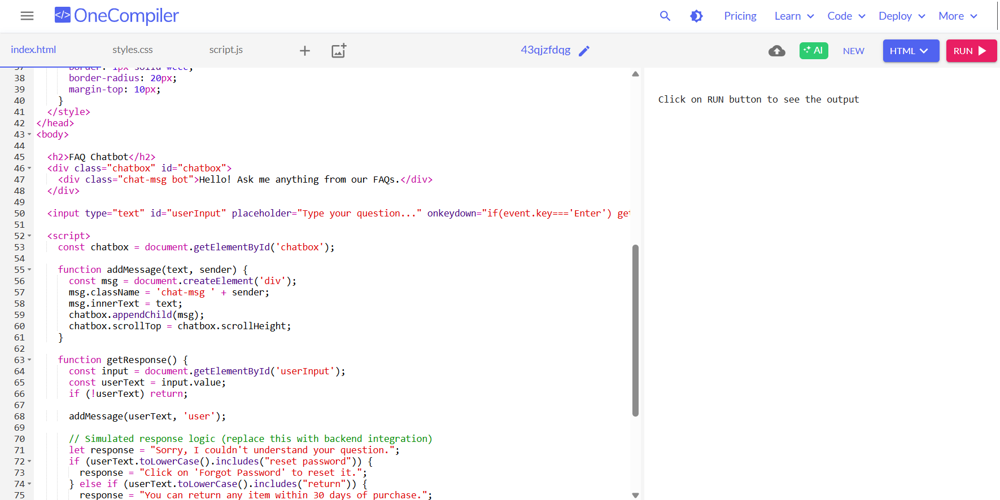 </> OneCompiler
Pricing Learn Code Deploy More
index.html styles.css script.js + 43qjzfdqg AI NEW HTML RUN
37 border: 1px solid #ccc;
38 border-radius: 20px;
39 margin-top: 10px;
40 }
41 </style>
42 </head>
43 <body>
44
45 <h2>FAQ Chatbot</h2>
46 <div class="chatbox" id="chatbox">
47 <div class="chat-msg bot">Hello! Ask me anything from our FAQs.</div>
48 </div>
49
50 <input type="text" id="userInput" placeholder="Type your question..." onkeydown="if(event.key==='Enter') get
51
52 <script>
53 const chatbox = document.getElementById('chatbox');
54
55 function addMessage(text, sender) {
56 const msg = document.createElement('div');
57 msg.className = 'chat-msg ' + sender;
58 msg.innerText = text;
59 chatbox.appendChild(msg);
60 chatbox.scrollTop = chatbox.scrollHeight;
61 }
62
63 function getResponse() {
64 const input = document.getElementById('userInput');
65 const userText = input.value;
66 if (!userText) return;
67
68 addMessage(userText, 'user');
69
70 // Simulated response logic (replace this with backend integration)
71 let response = "Sorry, I couldn't understand your question.";
72 if (userText.toLowerCase().includes("reset password")) {
73 response = "Click on 'Forgot Password' to reset it.";
74 } else if (userText.toLowerCase().includes("return")) {
75 response = "You can return any item within 30 days of purchase.";
Click on RUN button to see the output